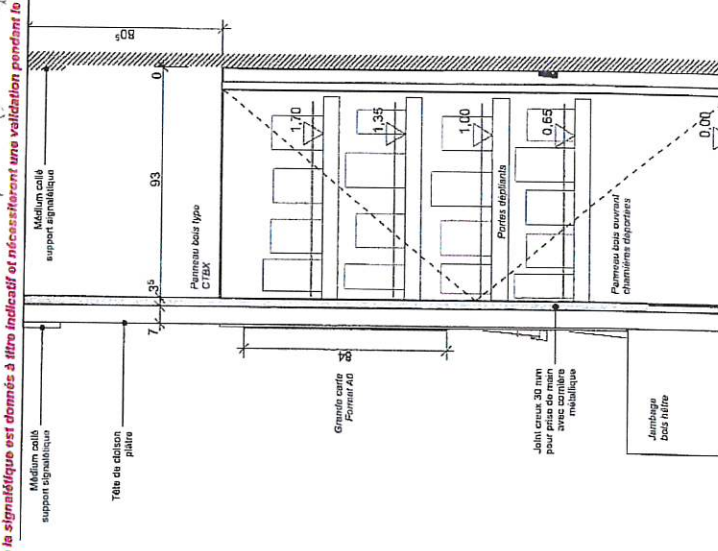 la signalétique est donnés à titre indicatif et nécessiteront une validation pendant le
Médium collé
support signalétique
Médium collé
support signalétique
80⁵
Tête de cloison
plâtre
7
3⁵
93
0
Panneau bois type
CTBX
1,70
1,35
1,00
0,65
0,00
Grande carte
Format A0
84
Portes dépliants
Panneau bois ouvrant
charnières déportées
Joint creux 30 mm
pour prise de main
avec cornière
métallique
Jambage
bois hêtre